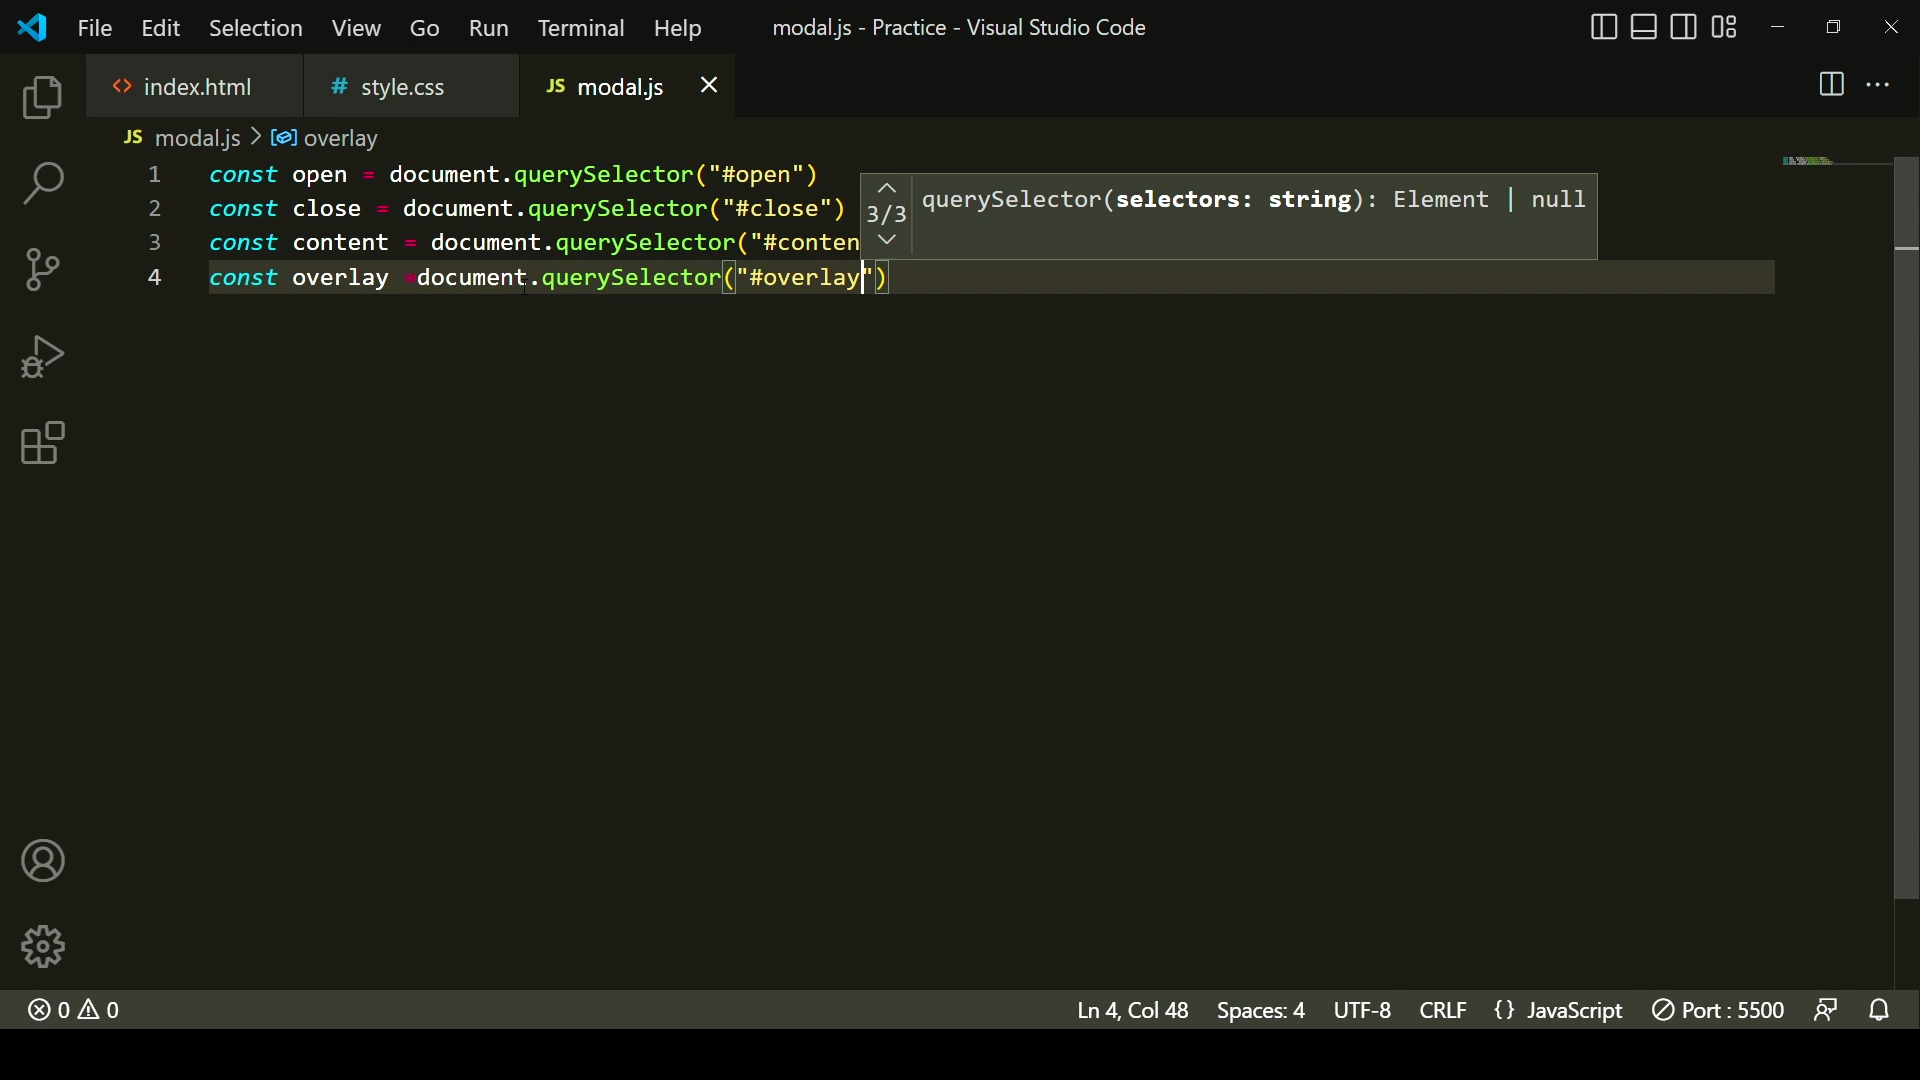 File Edit Selection View Go Run Terminal Help modal.js - Practice - Visual Studio Code
<> index.html # style.css JS modal.js
JS modal.js > overlay
1 const open = document.querySelector("#open")
2 const close = document.querySelector("#close")
3 const content = document.querySelector("#conten
4 const overlay =document.querySelector("#overlay")
3/3 querySelector(selectors: string): Element | null
0 0 Ln 4, Col 48 Spaces: 4 UTF-8 CRLF {} JavaScript Port : 5500